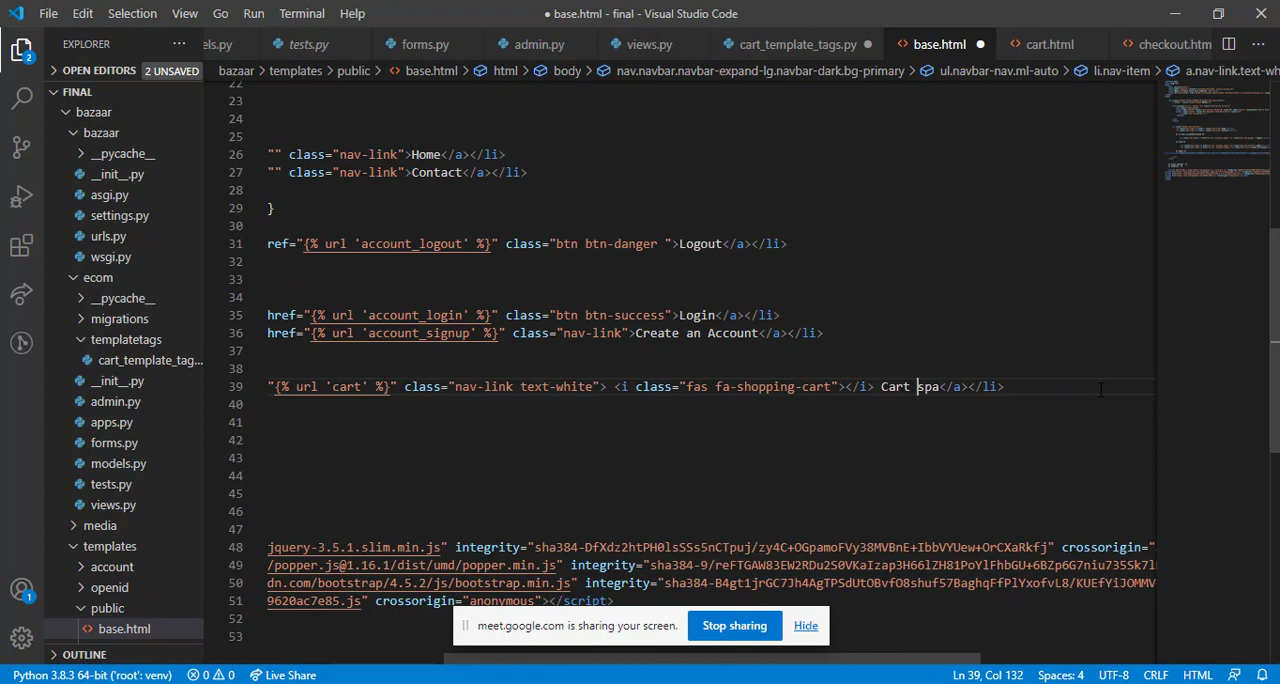 File Edit Selection View Go Run Terminal Help
● base.html - final - Visual Studio Code
EXPLORER
els.py tests.py forms.py admin.py views.py cart_template_tags.py ● base.html ● cart.html checkout.htm
OPEN EDITORS 2 UNSAVED
bazaar > templates > public > base.html > html > body > nav.navbar.navbar-expand-lg.navbar-dark.bg-primary > ul.navbar-nav.ml-auto > li.nav-item > a.nav-link.text-wh
FINAL
bazaar
bazaar
__pycache__
__init__.py
asgi.py
settings.py
urls.py
wsgi.py
ecom
__pycache__
migrations
templatetags
cart_template_tag...
__init__.py
admin.py
apps.py
forms.py
models.py
tests.py
views.py
media
templates
account
openid
public
base.html
OUTLINE
22
23
24
25
26 "" class="nav-link">Home</a></li>
27 "" class="nav-link">Contact</a></li>
28
29 }
30
31 ref="{% url 'account_logout' %}" class="btn btn-danger ">Logout</a></li>
32
33
34
35 href="{% url 'account_login' %}" class="btn btn-success">Login</a></li>
36 href="{% url 'account_signup' %}" class="nav-link">Create an Account</a></li>
37
38
39 "{% url 'cart' %}" class="nav-link text-white"> <i class="fas fa-shopping-cart"></i> Cart spa</a></li>
40
41
42
43
44
45
46
47
48 jquery-3.5.1.slim.min.js" integrity="sha384-DfXdz2htPH0lsSSs5nCTpuj/zy4C+OGpamoFVy38MVBnE+IbbVYUew+OrCXaRkfj" crossorigin="
49 /popper.js@1.16.1/dist/umd/popper.min.js" integrity="sha384-9/reFTGAW83EW2RDu2S0VKaIzap3H66lZH81PoYlFhbGU+6BZp6G7niu735Sk7l
50 dn.com/bootstrap/4.5.2/js/bootstrap.min.js" integrity="sha384-B4gt1jrGC7Jh4AgTPSdUtOBvfO8shuf57BaghqFfPlYxofvL8/KUEfYiJOMMV-
51 9620ac7e85.js" crossorigin="anonymous"></script>
52
53
meet.google.com is sharing your screen. Stop sharing Hide
2
1
Python 3.8.3 64-bit ('root': venv) 0 0 Live Share Ln 39, Col 132 Spaces: 4 UTF-8 CRLF HTML